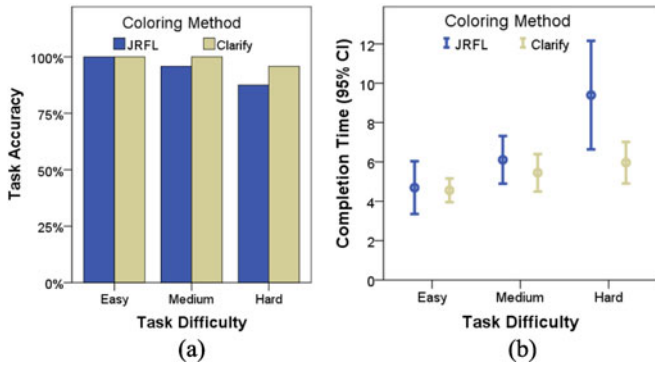 Coloring Method
JRFL Clarify
Task Accuracy
100%
75%
50%
25%
0%
Easy Medium Hard
Task Difficulty
(a)
Coloring Method
JRFL Clarify
Completion Time (95% CI)
12
10
8
6
4
2
0
Easy Medium Hard
Task Difficulty
(b)